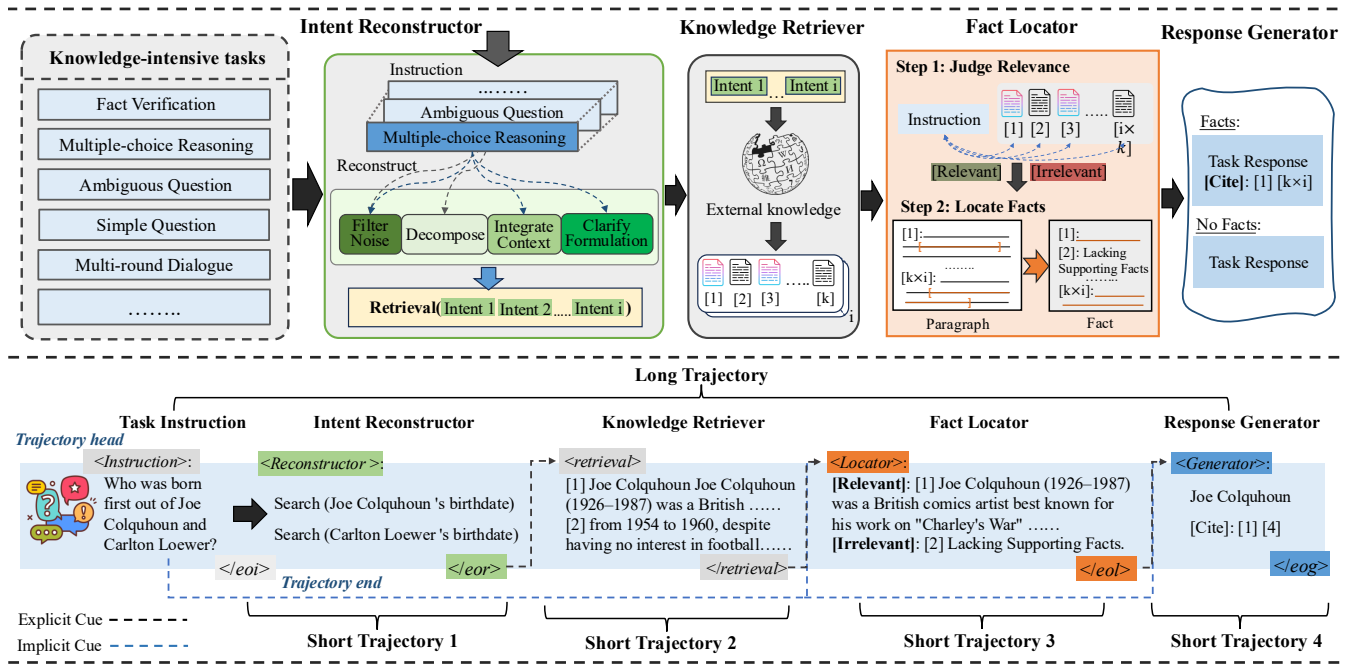 Intent Reconstructor
Knowledge Retriever
Fact Locator
Response Generator
Knowledge-intensive tasks
Fact Verification
Multiple-choice Reasoning
Ambiguous Question
Simple Question
Multi-round Dialogue
……..
Instruction
………
Ambiguous Question
Multiple-choice Reasoning
Reconstruct
Filter
Noise
Decompose
Integrate
Context
Clarify
Formulation
Retrieval(Intent 1 Intent 2 ..... Intent i )
Intent 1 ... Intent i
External knowledge
[1] [2] [3] ..... [k]
i
Step 1: Judge Relevance
Instruction
.....
[1] [2] [3] [i×
k]
[Relevant] [Irrelevant]
Step 2: Locate Facts
[1]:
........
[k×i]:
Paragraph
[1]:
[2]: Lacking
Supporting Facts
........
[k×i]:
Fact
Facts:
Task Response
[Cite]: [1] [k×i]
No Facts:
Task Response
Long Trajectory
Task Instruction
Intent Reconstructor
Knowledge Retriever
Fact Locator
Response Generator
Trajectory head
<Instruction>:
Who was born
first out of Joe
Colquhoun and
Carlton Loewer?
</eoi>
<Reconstructor >:
Search (Joe Colquhoun 's birthdate)
Search (Carlton Loewer 's birthdate)
</eor>
Trajectory end
<retrieval>
[1] Joe Colquhoun Joe Colquhoun
(1926–1987) was a British ……
[2] from 1954 to 1960, despite
having no interest in football……
</retrieval>
<Locator>:
[Relevant]: [1] Joe Colquhoun (1926–1987)
was a British comics artist best known for
his work on "Charley's War" ……
[Irrelevant]: [2] Lacking Supporting Facts.
</eol>
<Generator>:
Joe Colquhoun
[Cite]: [1] [4]
</eog>
Explicit Cue
Implicit Cue
Short Trajectory 1
Short Trajectory 2
Short Trajectory 3
Short Trajectory 4